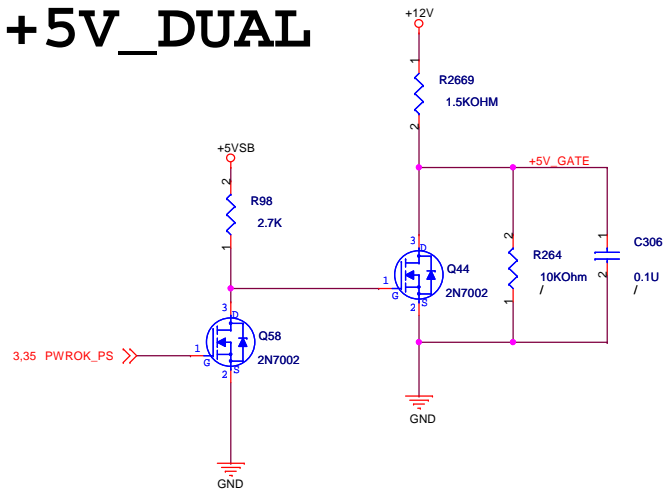 +5V_DUAL
+12V
1
R2669
1.5KOHM
2
+5VSB
+5V_GATE
2
R98
2.7K
1
3
D
Q44
1
G
2N7002
2
S
2
R264
10KOhm
/
1
1
C306
2
0.1U
/
3
D
Q58
3,35 PWROK_PS
1
G
2N7002
2
S
GND
GND